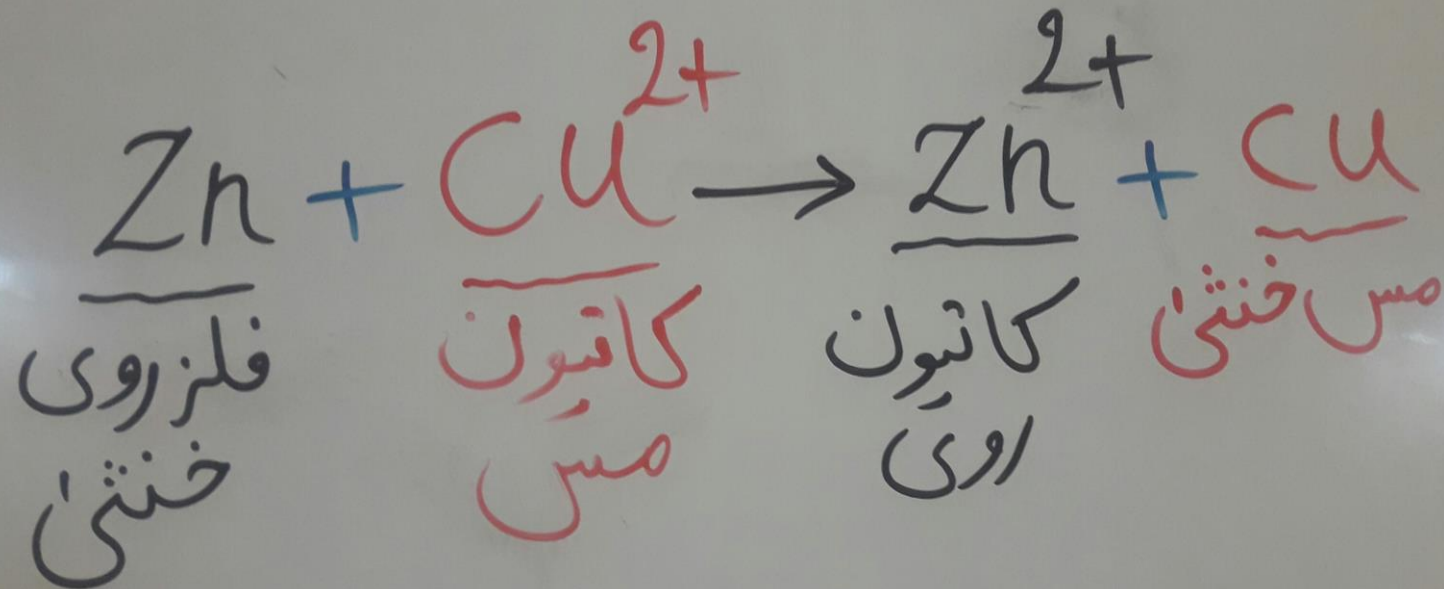 Zn + Cu²⁺ → Zn²⁺ + Cu
فلز روی
خنثیٰ
کاتیون
مس
کاتیون
روی
مس خنثیٰ